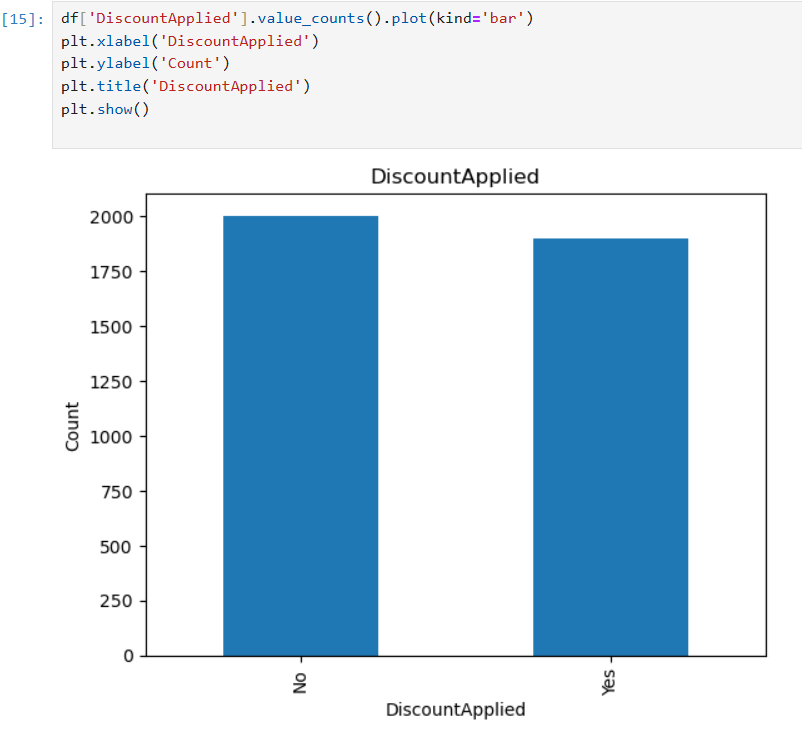 [15]: df['DiscountApplied'].value_counts().plot(kind='bar')
plt.xlabel('DiscountApplied')
plt.ylabel('Count')
plt.title('DiscountApplied')
plt.show()
DiscountApplied
2000
1750
1500
1250
1000
750
500
250
0
Count
No
Yes
DiscountApplied